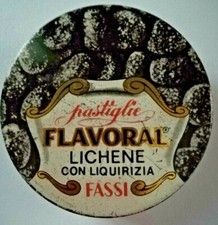 pastiglie
FLAVORAL®
LICHENE
CON LIQUIRIZIA
FASSI